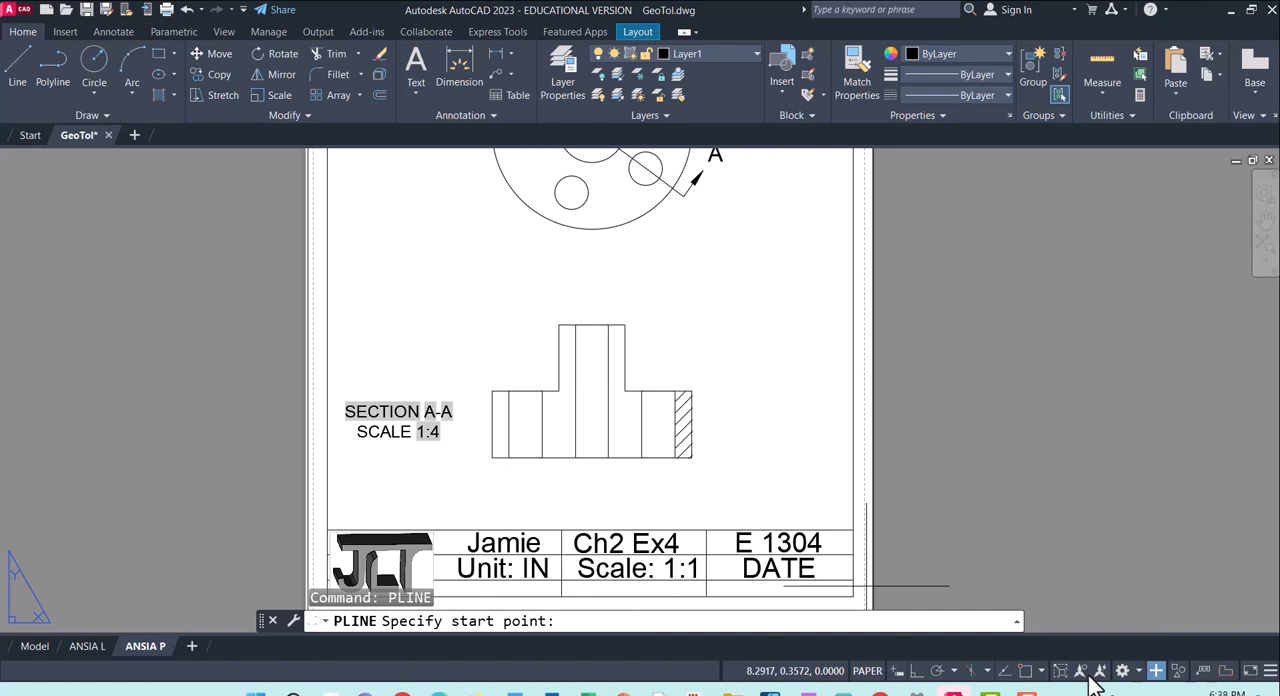 A CAD
Share
Autodesk AutoCAD 2023 - EDUCATIONAL VERSION GeoTol.dwg
Type a keyword or phrase
Sign In
Home Insert Annotate Parametric View Manage Output Add-ins Collaborate Express Tools Featured Apps Layout
Line Polyline Circle Arc
Move Rotate Trim
Copy Mirror Fillet
Stretch Scale Array
Text Dimension
Table
Layer Properties
Layer1
Insert
Match Properties
ByLayer
ByLayer
ByLayer
Group
Measure
Paste
Base
Draw Modify Annotation Layers Block Properties Groups Utilities Clipboard View
Start GeoTol*
A
SECTION A-A
SCALE 1:4
JCT
Jamie Ch2 Ex4 E 1304
Unit: IN Scale: 1:1 DATE
Command: PLINE
PLINE Specify start point:
Y
X
Model ANSIA L ANSIA P
8.2917, 0.3572, 0.0000 PAPER
6:38 PM